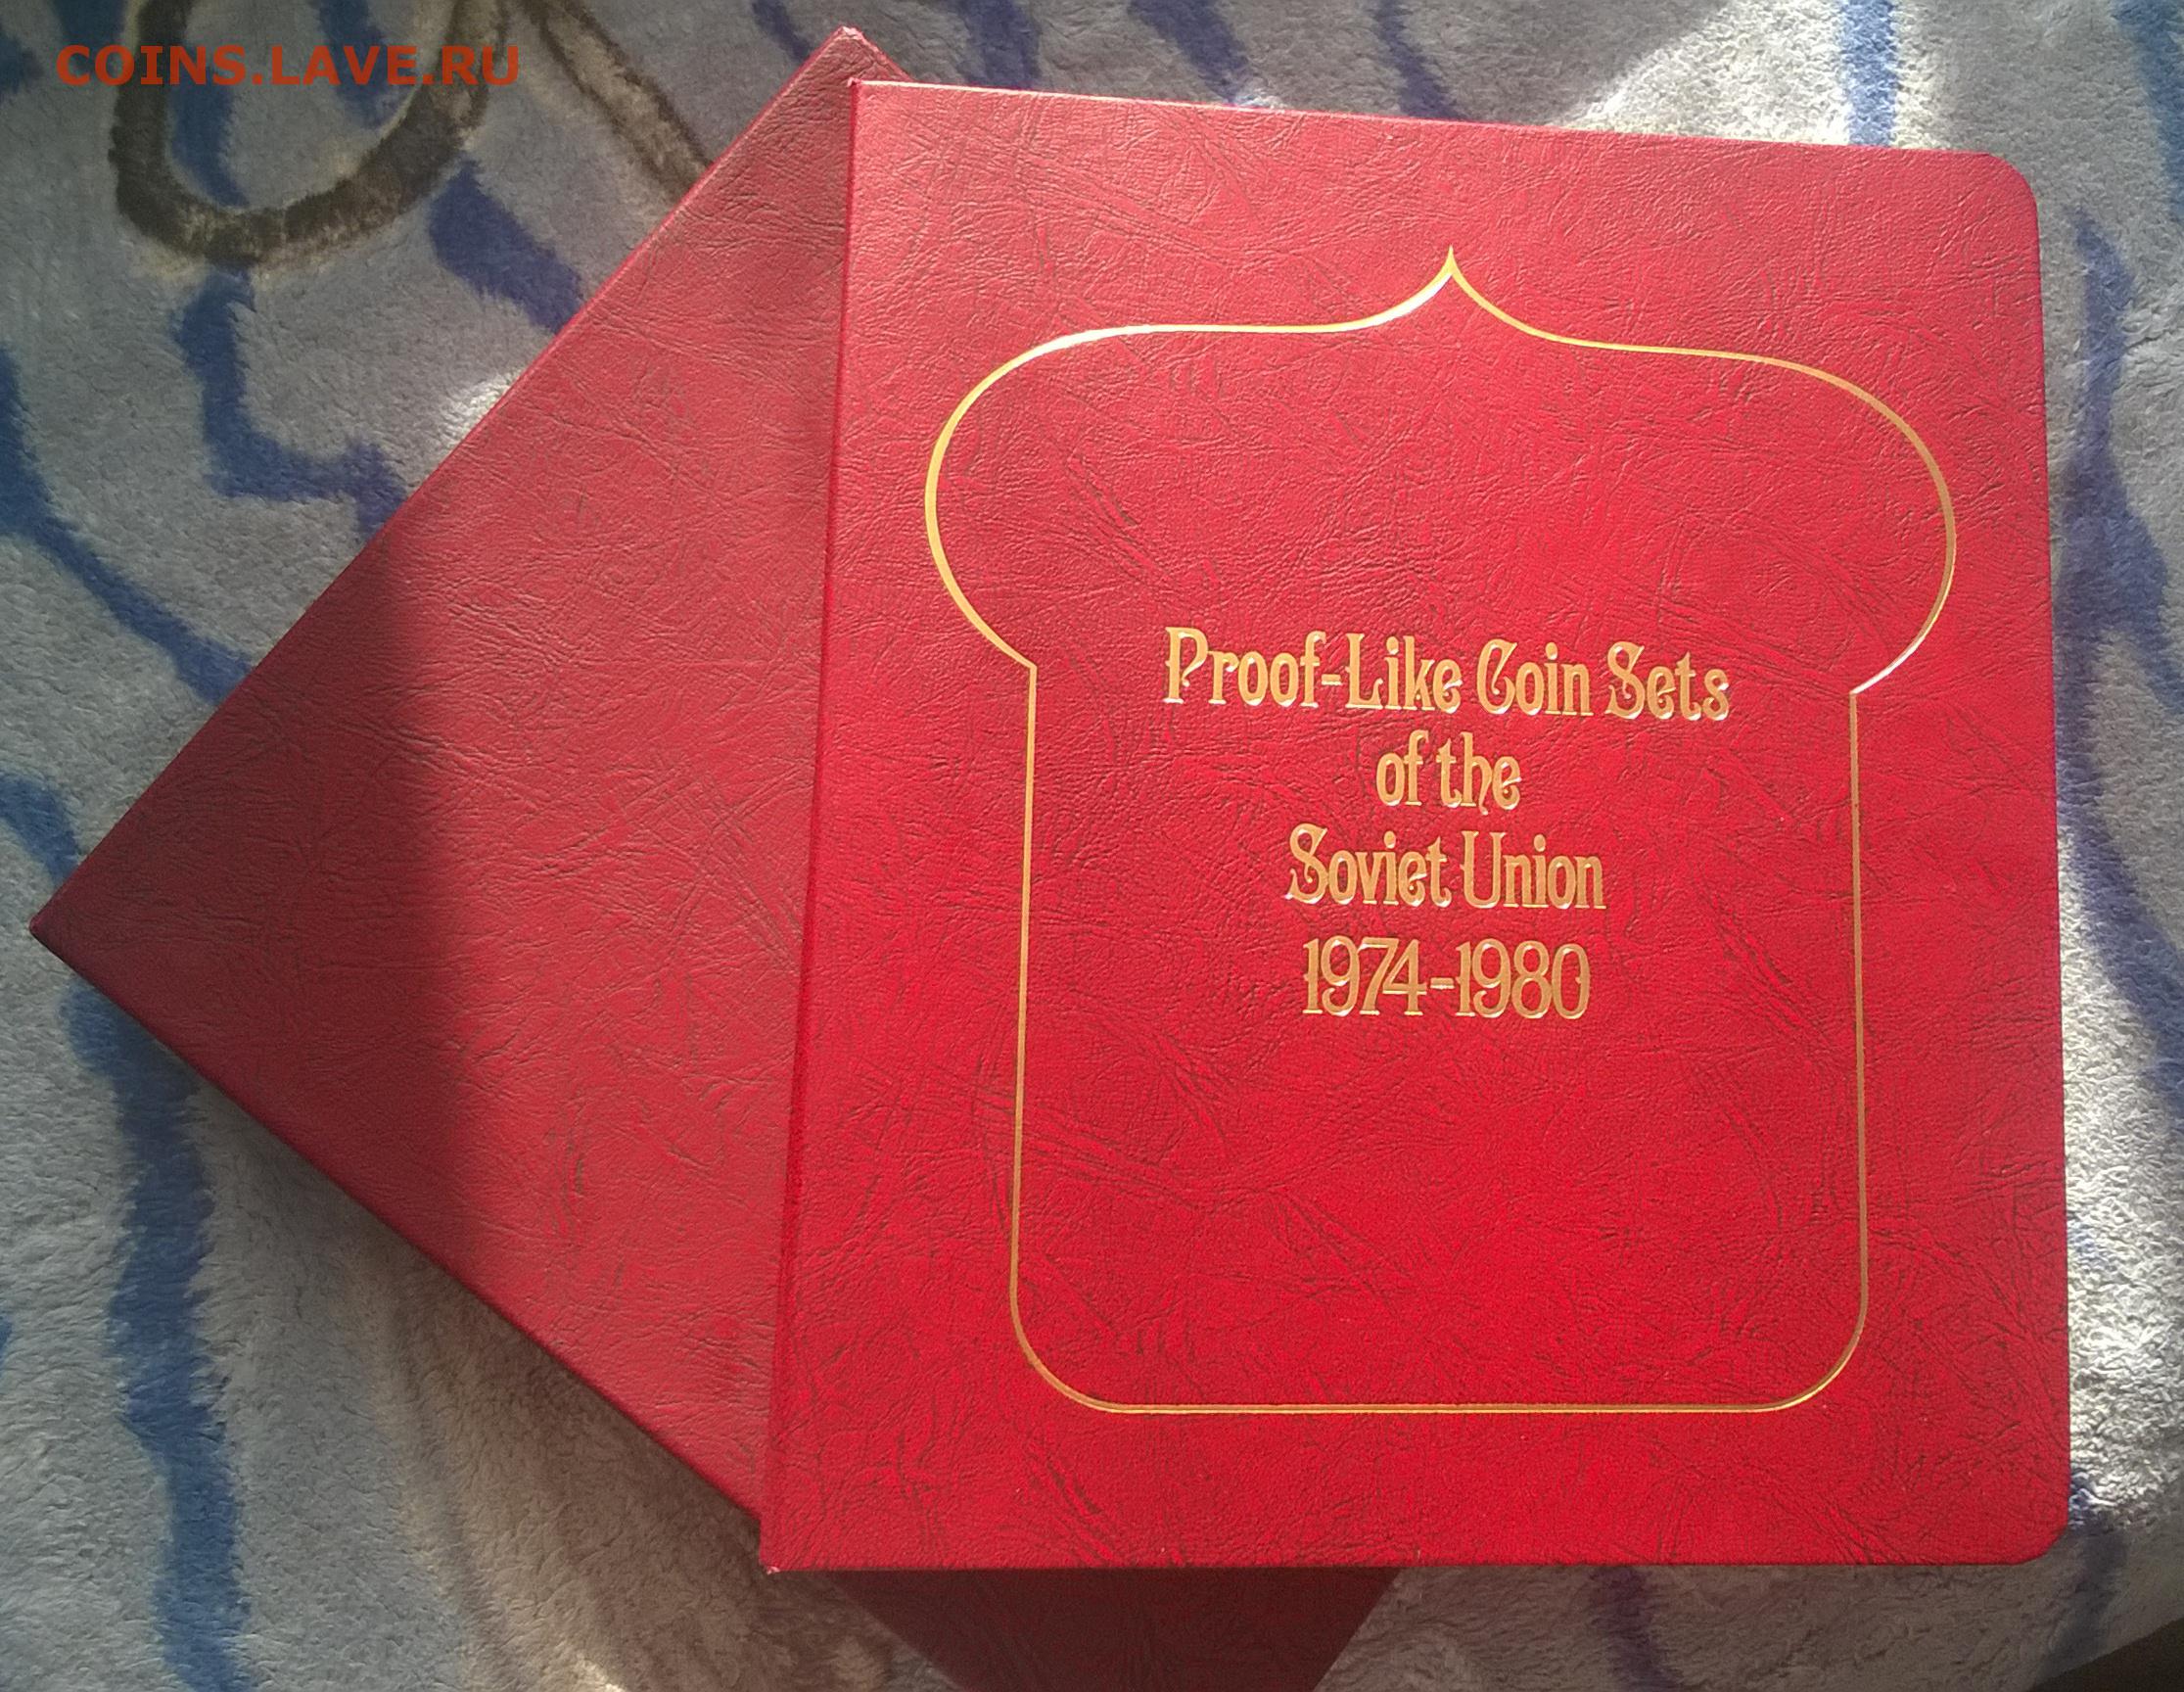 COINS.LAVE.RU
Proof-Like Coin Sets
of the
Soviet Union
1974-1980